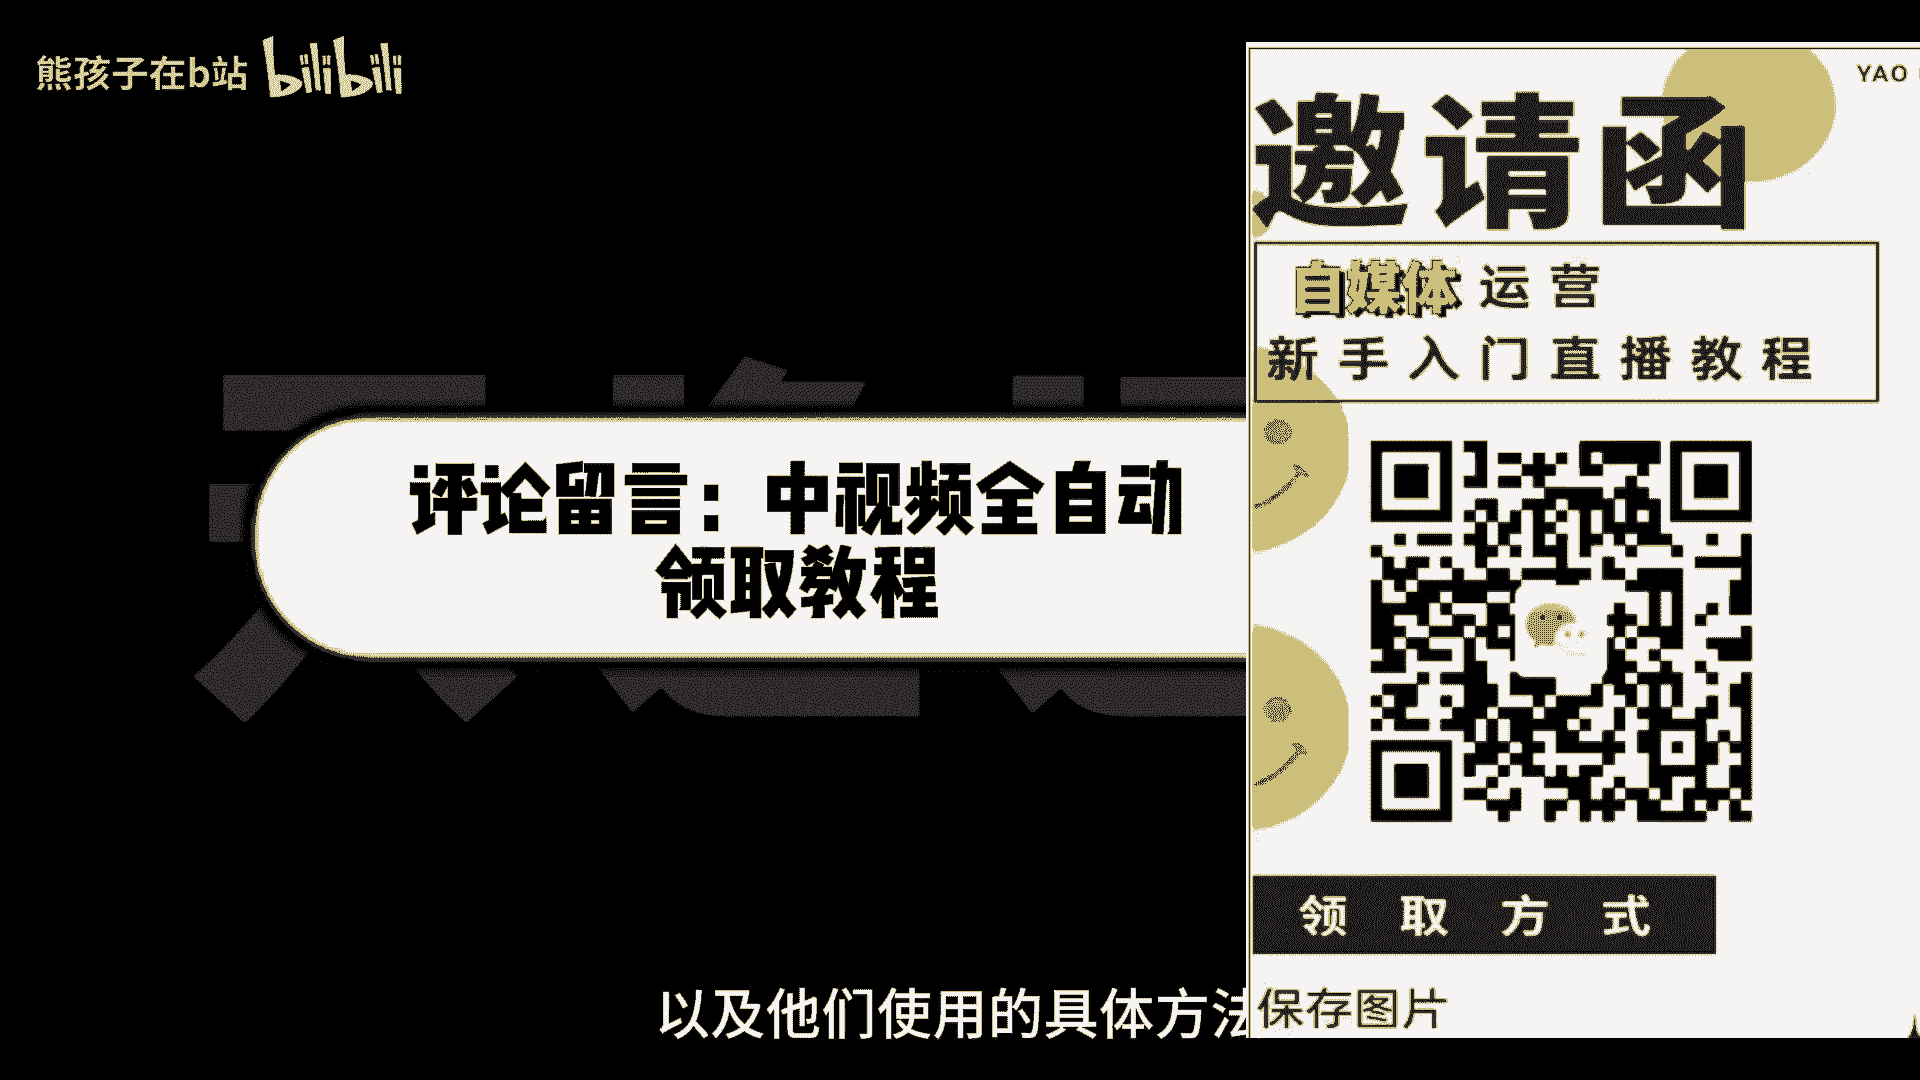 熊孩子在b站 bilibili
评论留言：中视频全自动
领取教程
以及他们使用的具体方法
YAO
邀请函
自媒体运营
新手入门直播教程
领取方式
保存图片